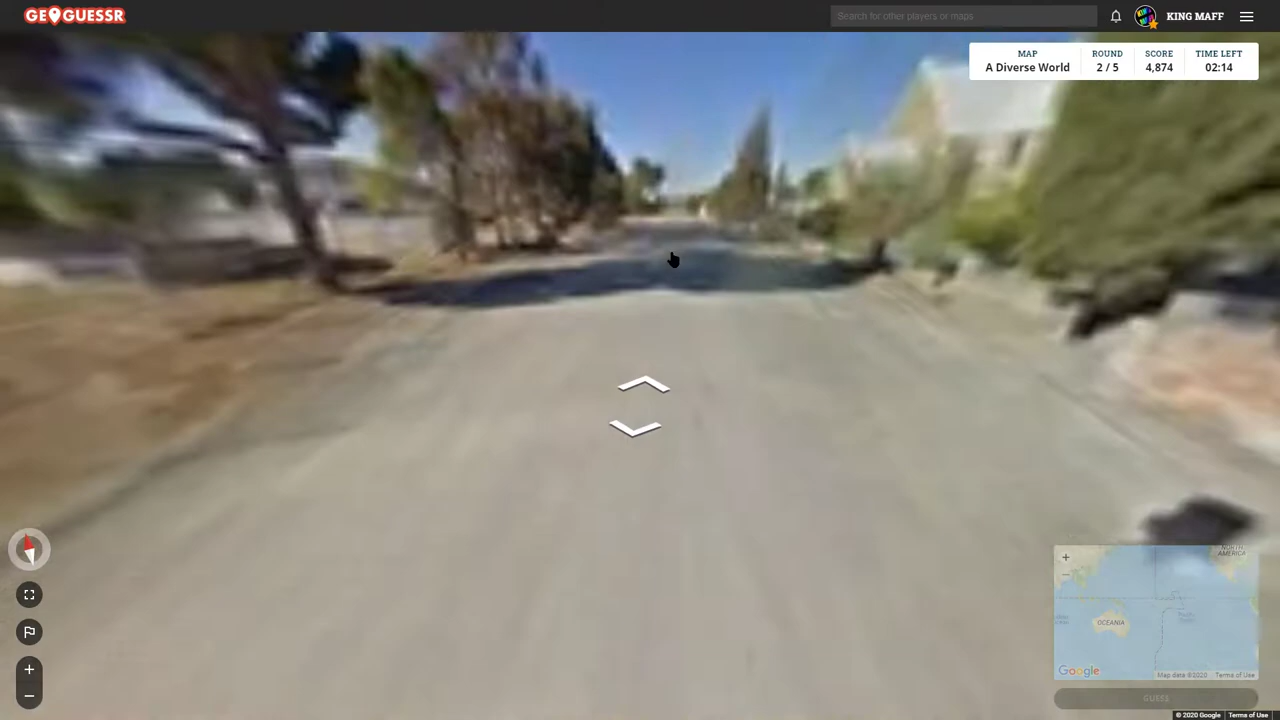 GEOGUESSR
Search for other players or maps
KING MAFF
MAP
A Diverse World
ROUND
2 / 5
SCORE
4,874
TIME LEFT
02:14
NORTH
AMERICA
OCEANIA
Google
Map data ©2020
Terms of Use
GUESS
© 2020 Google
Terms of Use